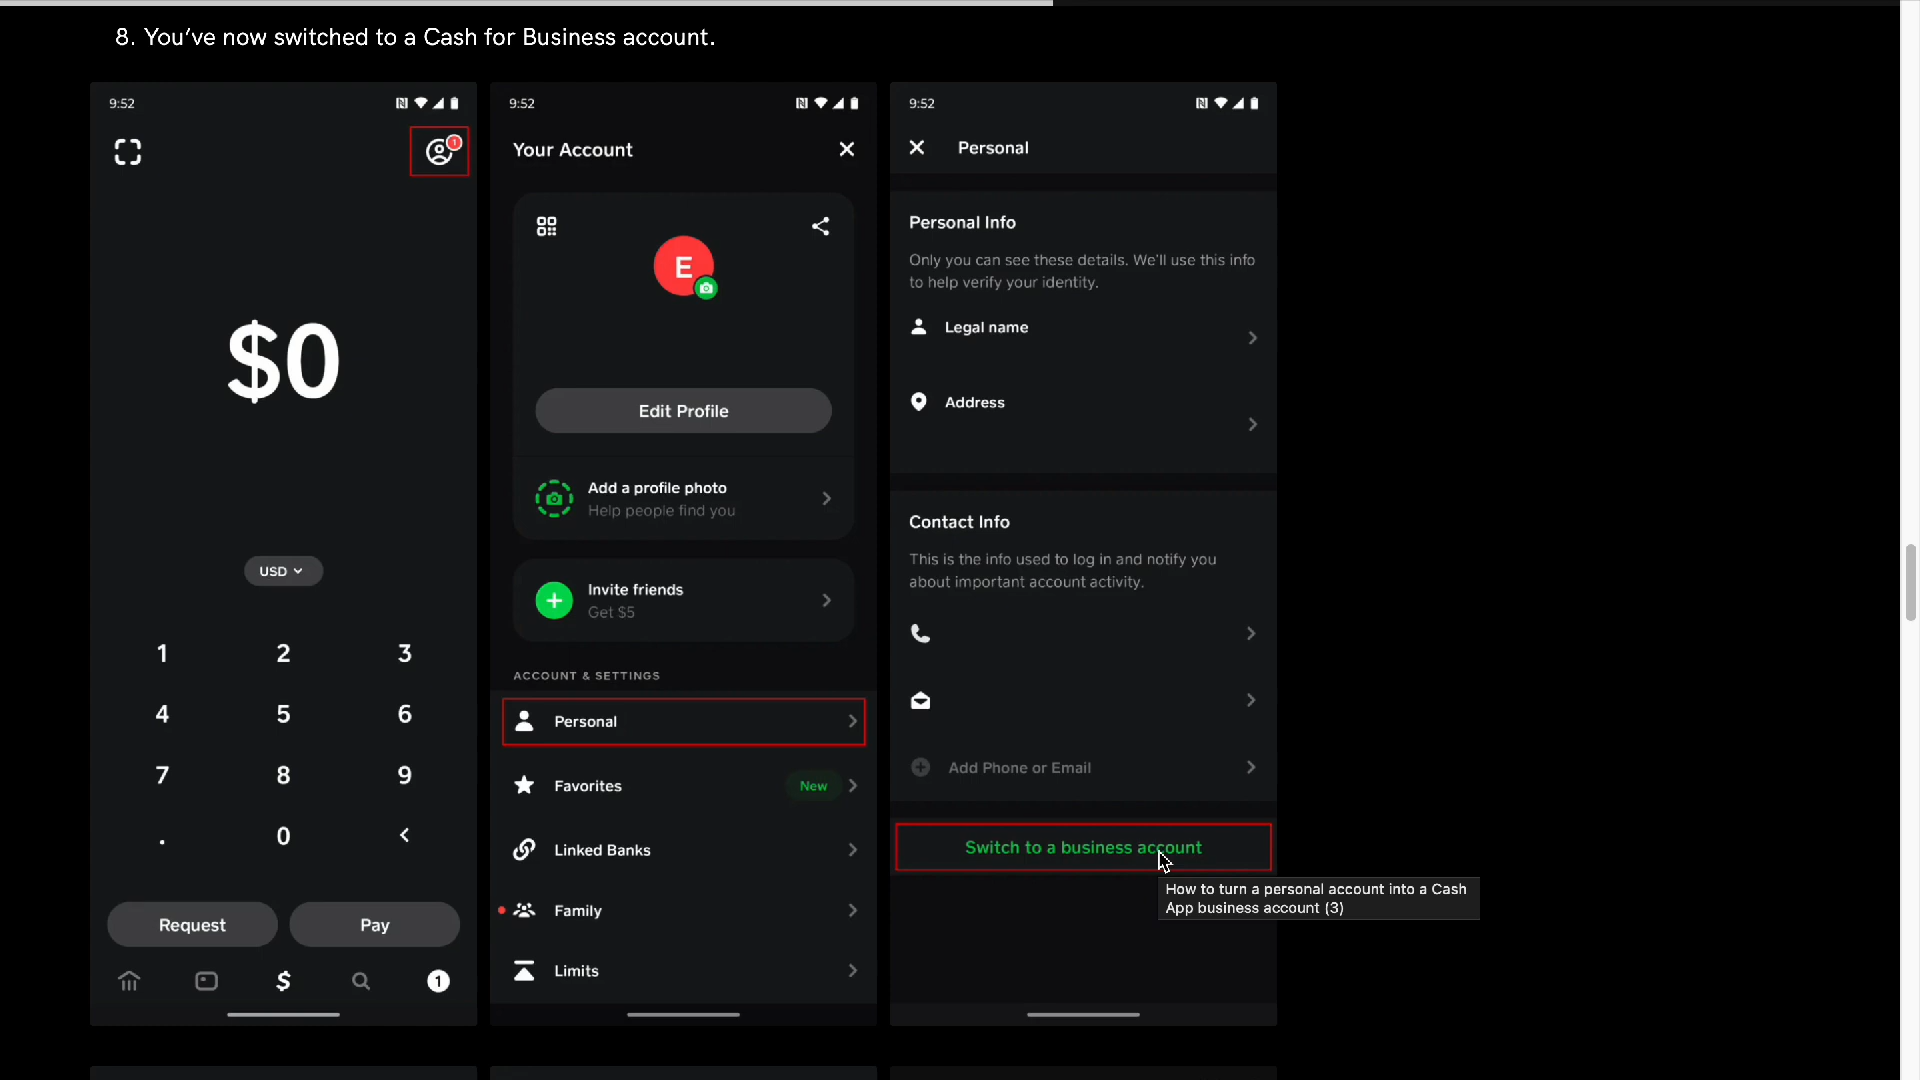 8. You've now switched to a Cash for Business account.
9:52
1
$0
USD
1 2 3
4 5 6
7 8 9
. 0 <
Request Pay
$ 1
9:52
Your Account
E
Edit Profile
Add a profile photo
Help people find you
Invite friends
Get $5
ACCOUNT & SETTINGS
Personal
Favorites New
Linked Banks
Family
Limits
9:52
Personal
Personal Info
Only you can see these details. We'll use this info
to help verify your identity.
Legal name
Address
Contact Info
This is the info used to log in and notify you
about important account activity.
Add Phone or Email
Switch to a business account
How to turn a personal account into a Cash
App business account (3)